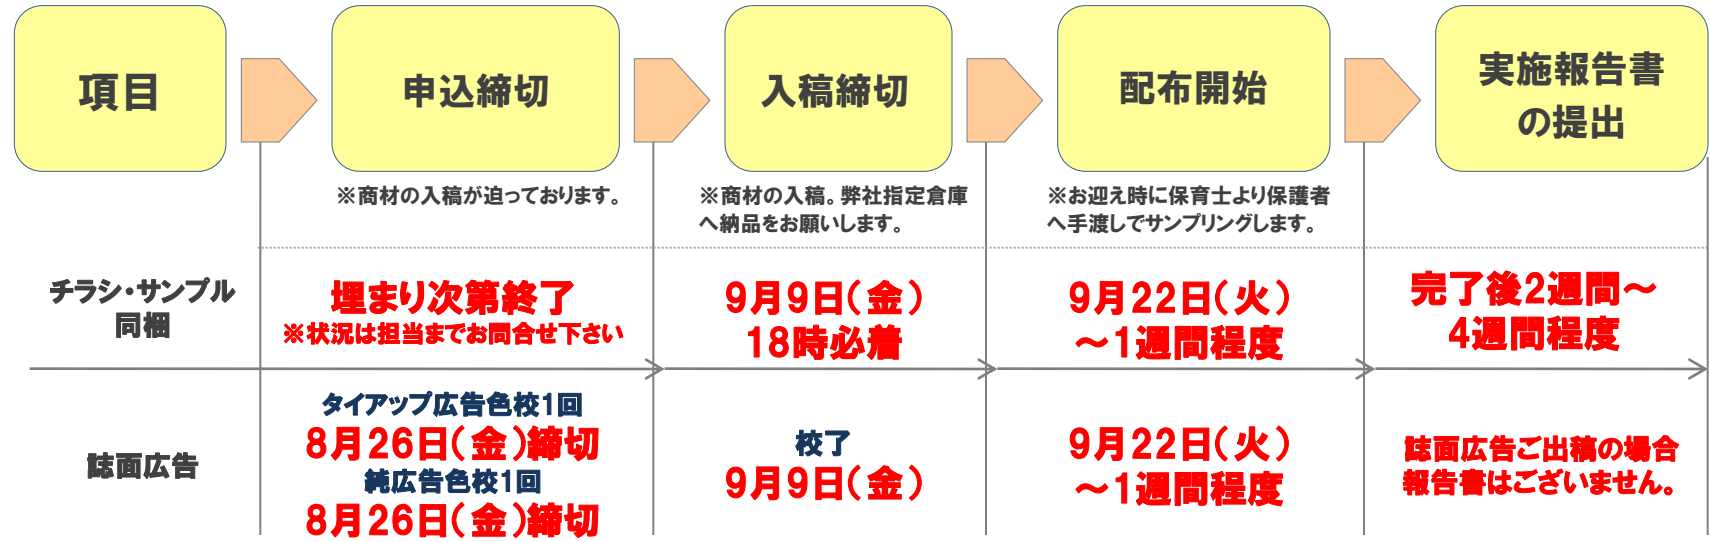 項目
申込締切
入稿締切
配布開始
実施報告書
の提出
※商材の入稿が迫っております。
※商材の入稿。弊社指定倉庫
へ納品をお願いします。
※お迎え時に保育士より保護者
へ手渡しでサンプリングします。
チラシ・サンプル
同梱
埋まり次第終了
※状況は担当までお問合せ下さい
9月9日(金)
18時必着
9月22日(火)
～1週間程度
完了後2週間～
4週間程度
誌面広告
タイアップ広告色校1回
8月26日(金)締切
純広告色校1回
8月26日(金)締切
校了
9月9日(金)
9月22日(火)
～1週間程度
誌面広告ご出稿の場合
報告書はございません。